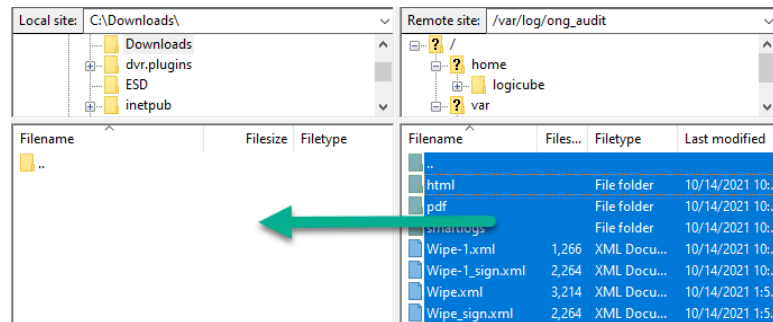 Local site: C:\Downloads\
Downloads
dvr.plugins
ESD
inetpub
Filename Filesize Filetype
..
Remote site: /var/log/ong_audit
/
? home
logicube
? var
Filename Files... Filetype Last modified
..
html File folder 10/14/2021 10:..
pdf File folder 10/14/2021 10:..
smartlogs File folder 10/14/2021 10:..
Wipe-1.xml 1,266 XML Docu... 10/14/2021 10:..
Wipe-1_sign.xml 2,264 XML Docu... 10/14/2021 10:..
Wipe.xml 3,214 XML Docu... 10/14/2021 1:5..
Wipe_sign.xml 2,264 XML Docu... 10/14/2021 1:5..